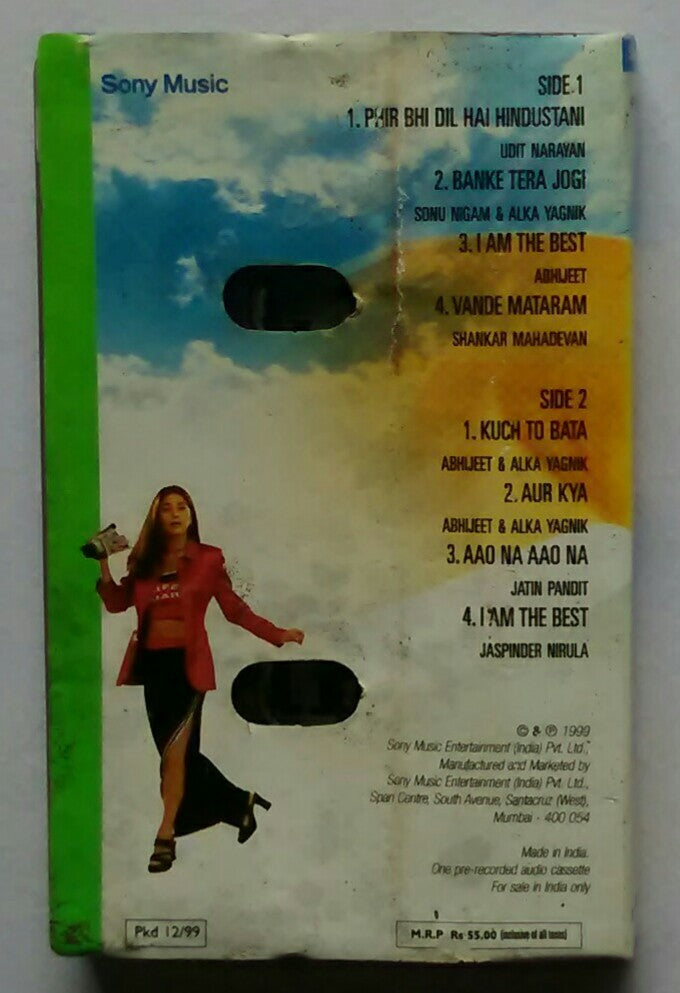 Sony Music
SIDE 1
1. PHIR BHI DIL HAI HINDUSTANI
UDIT NARAYAN
2. BANKE TERA JOGI
SONU NIGAM & ALKA YAGNIK
3. I AM THE BEST
ABHIJEET
4. VANDE MATARAM
SHANKAR MAHADEVAN
SIDE 2
1. KUCH TO BATA
ABHIJEET & ALKA YAGNIK
2. AUR KYA
ABHIJEET & ALKA YAGNIK
3. AAO NA AAO NA
JATIN PANDIT
4. I AM THE BEST
JASPINDER NIRULA
© & ℗ 1999
Sony Music Entertainment (India) Pvt. Ltd.,
Manufactured and Marketed by
Sony Music Entertainment (India) Pvt. Ltd.,
Span Centre, South Avenue, Santacruz (West),
Mumbai - 400 054
Made in India.
One pre-recorded audio cassette
For sale in India only
Pkd 12/99
M.R.P Rs 55.00 (inclusive of all taxes)